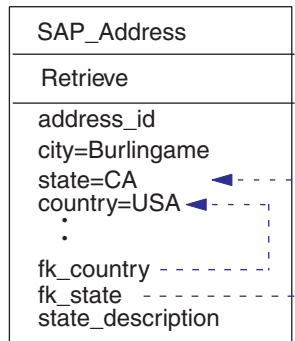 SAP_Address
Retrieve
address_id
city=Burlingame
state=CA
country=USA
.
.
fk_country
fk_state
state_description